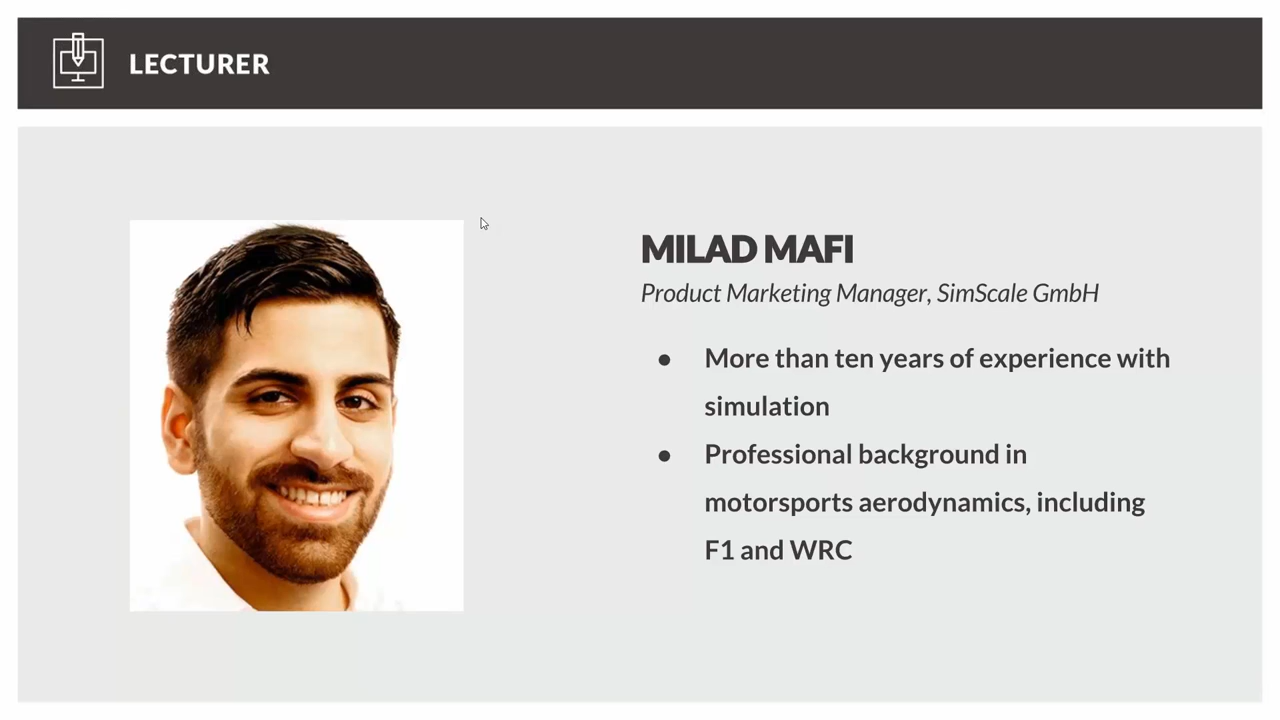 LECTURER
MILAD MAFI
Product Marketing Manager, SimScale GmbH
● More than ten years of experience with
simulation
● Professional background in
motorsports aerodynamics, including
F1 and WRC